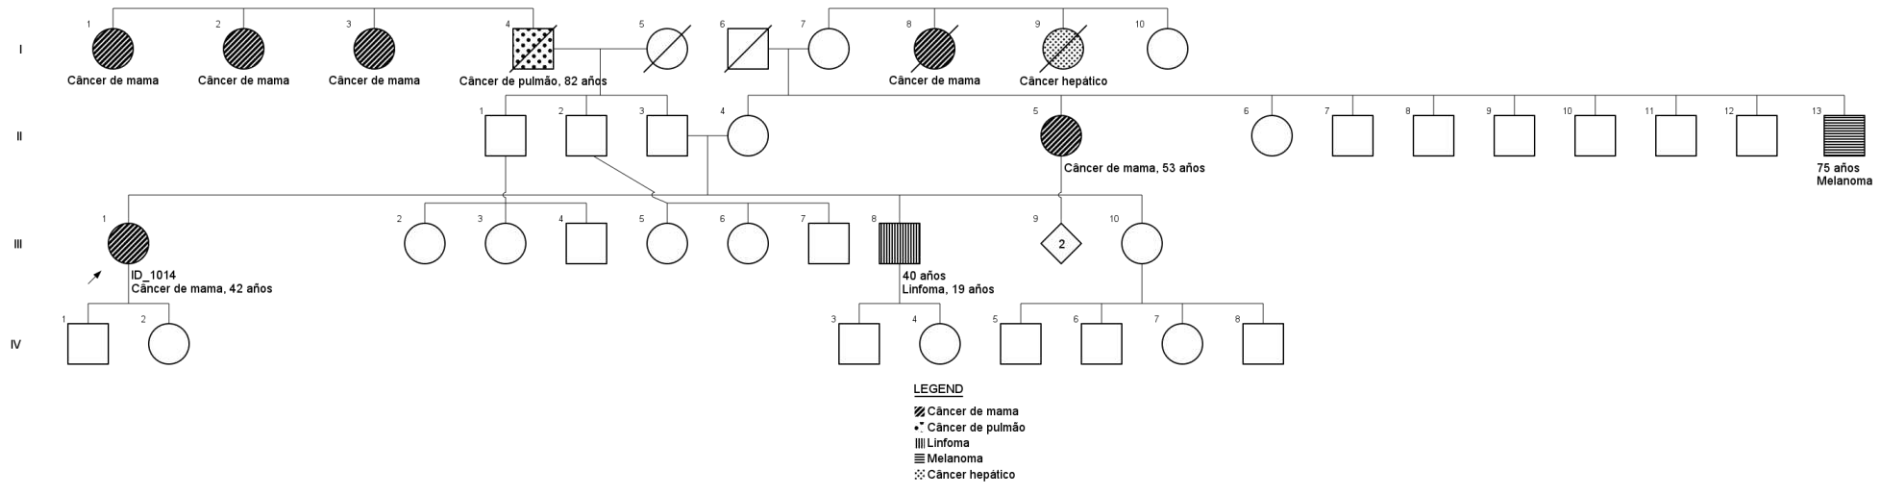 1 2 3 4 5 6 7 8 9 10
I
Câncer de mama Câncer de mama Câncer de mama Câncer de pulmão, 82 años Câncer de mama Câncer hepático
1 2 3 4 5 6 7 8 9 10 11 12 13
II
Câncer de mama, 53 años 75 años
Melanoma
1 2 3 4 5 6 7 8 9 10
III
2
ID_1014 40 años
Câncer de mama, 42 años Linfoma, 19 años
1 2 3 4 5 6 7 8
IV
LEGEND
Câncer de mama
Câncer de pulmão
Linfoma
Melanoma
Câncer hepático